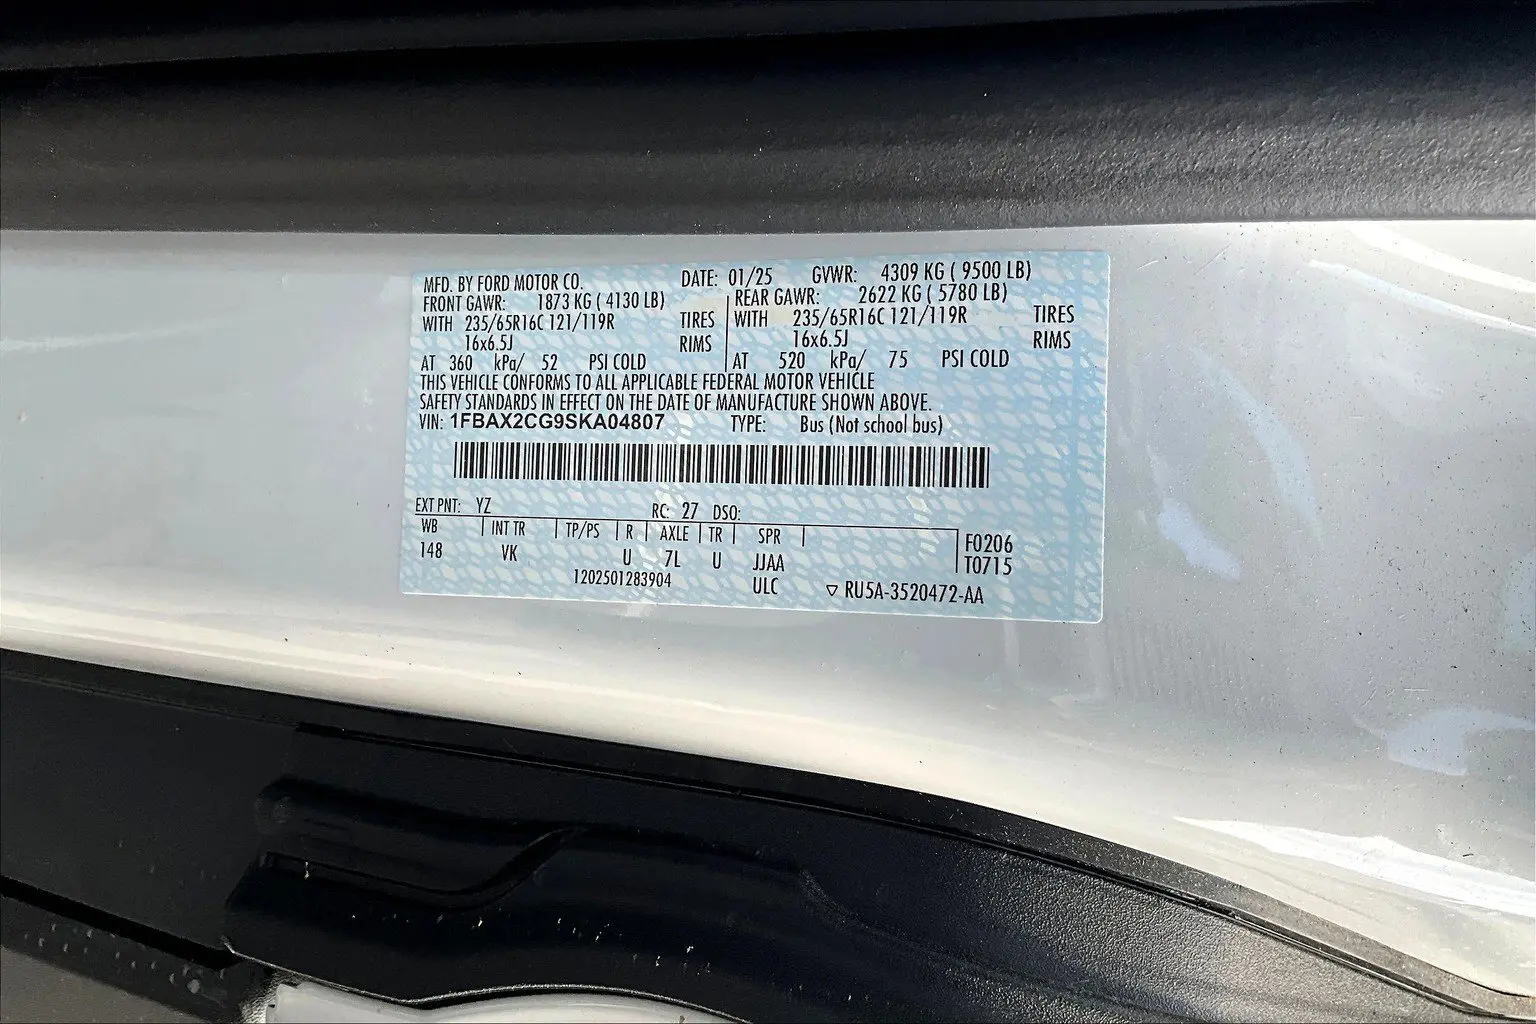 MFD. BY FORD MOTOR CO. DATE: 01/25 GVWR: 4309 KG ( 9500 LB)
FRONT GAWR: 1873 KG ( 4130 LB) REAR GAWR: 2622 KG ( 5780 LB)
WITH 235/65R16C 121/119R TIRES WITH 235/65R16C 121/119R TIRES
16x6.5J RIMS 16x6.5J RIMS
AT 360 kPa/ 52 PSI COLD AT 520 kPa/ 75 PSI COLD
THIS VEHICLE CONFORMS TO ALL APPLICABLE FEDERAL MOTOR VEHICLE
SAFETY STANDARDS IN EFFECT ON THE DATE OF MANUFACTURE SHOWN ABOVE.
VIN: 1FBAX2CG9SKA04807 TYPE: Bus (Not school bus)
EXT PNT: YZ RC: 27 DSO:
WB INT TR TP/PS R AXLE TR SPR F0206
148 VK U 7L U JJAA T0715
1202501283904 ULC ▽ RU5A-3520472-AA